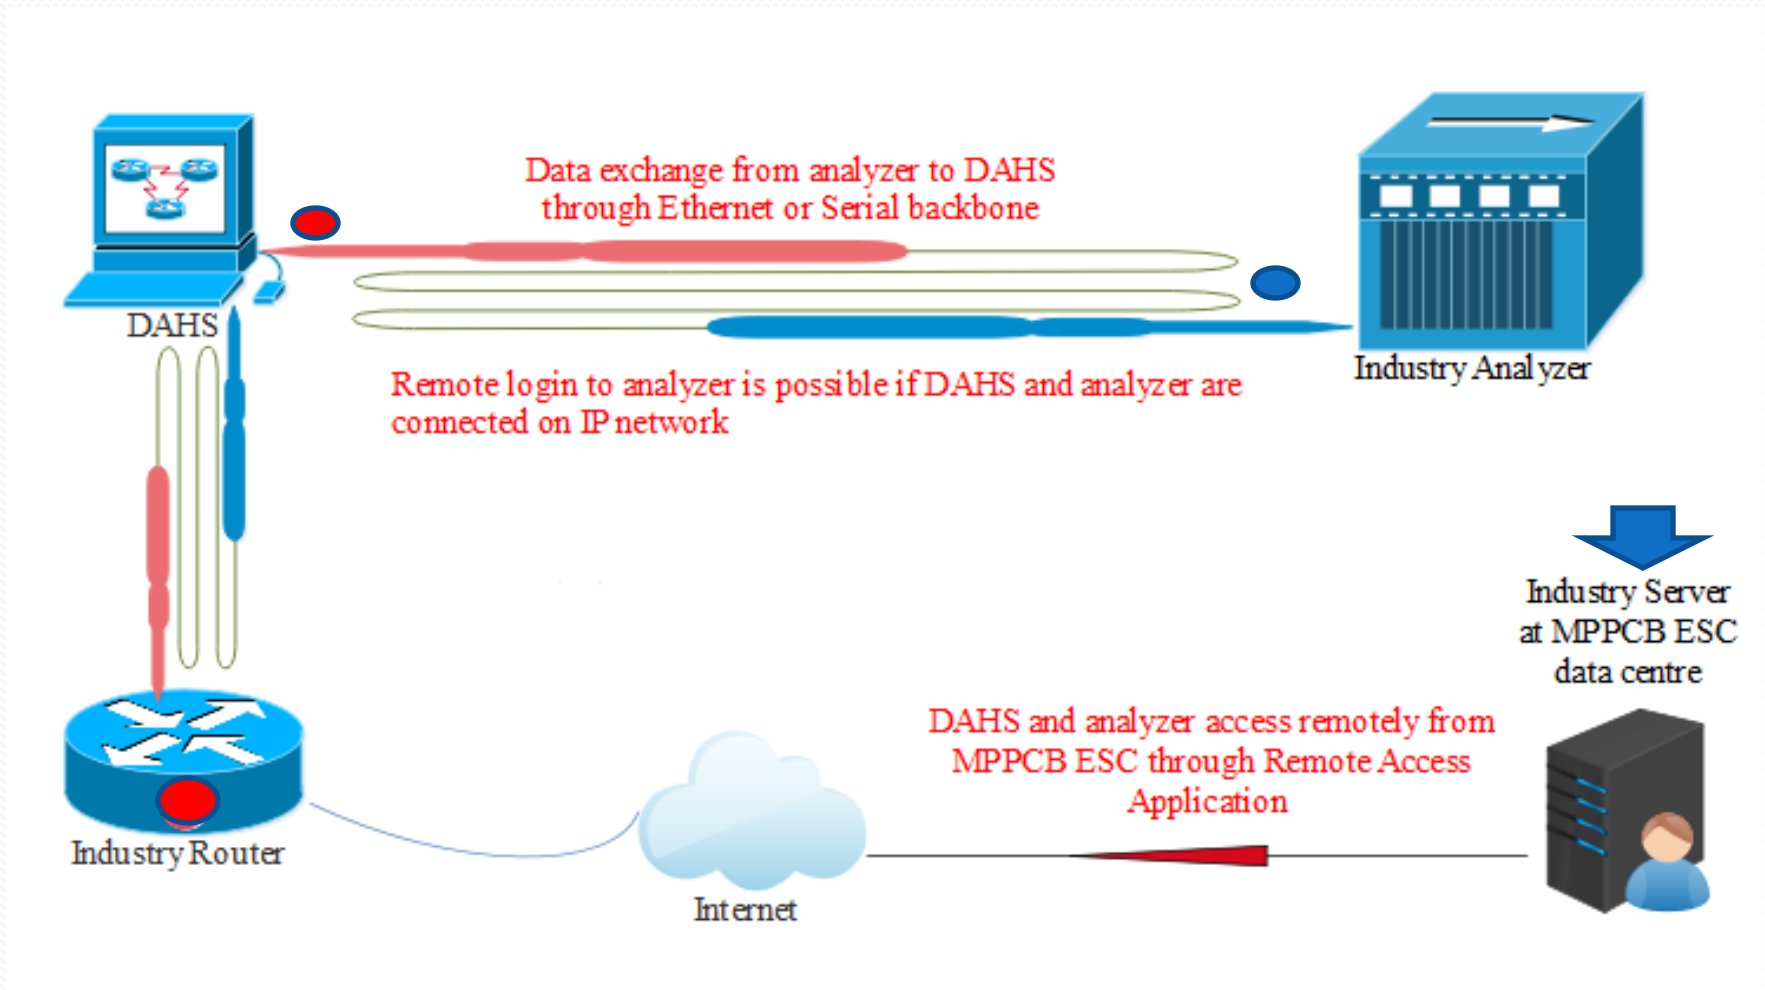 Data exchange from analyzer to DAHS
through Ethernet or Serial backbone
DAHS
Industry Analyzer
Remote login to analyzer is possible if DAHS and analyzer are
connected on IP network
Industry Server
at MPPCB ESC
data centre
DAHS and analyzer access remotely from
MPPCB ESC through Remote Access
Application
Industry Router
Internet